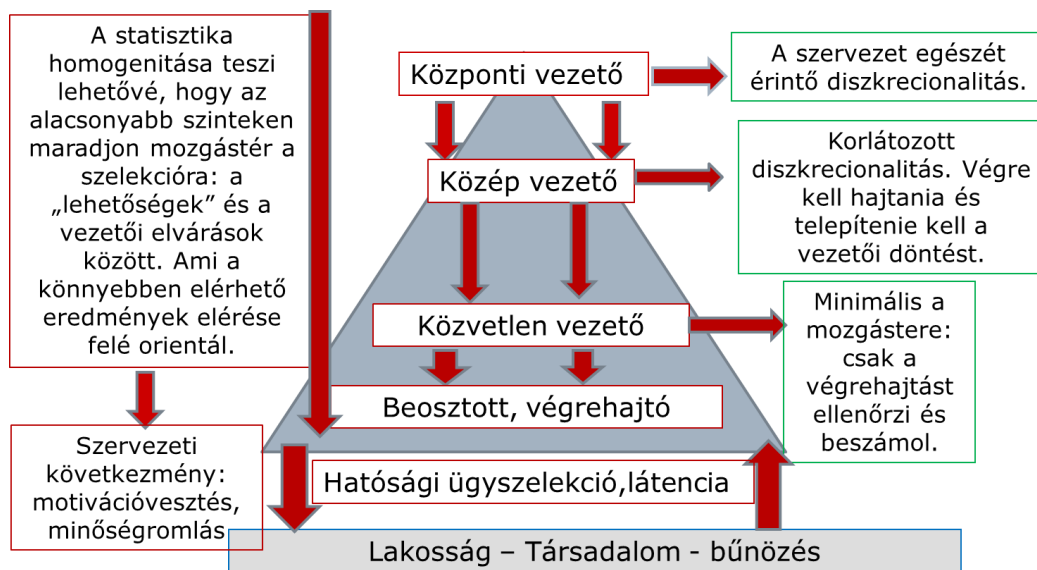 A statisztika
homogenitása teszi
lehetővé, hogy az
alacsonyabb szinteken
maradjon mozgástér a
szelekcióra: a
„lehetőségek” és a
vezetői elvárások
között. Ami a
könnyebben elérhető
eredmények elérése
felé orientál.
Szervezeti
következmény:
motivációvesztés,
minőségromlás
Központi vezető
Közép vezető
Közvetlen vezető
Beosztott, végrehajtó
Hatósági ügyszelekció,látencia
Lakosság – Társadalom - bűnözés
A szervezet egészét
érintő diszkrecionalitás.
Korlátozott
diszkrecionalitás. Végre
kell hajtania és
telepítenie kell a
vezetői döntést.
Minimális a
mozgástere:
csak a
végrehajtást
ellenőrzi és
beszámol.